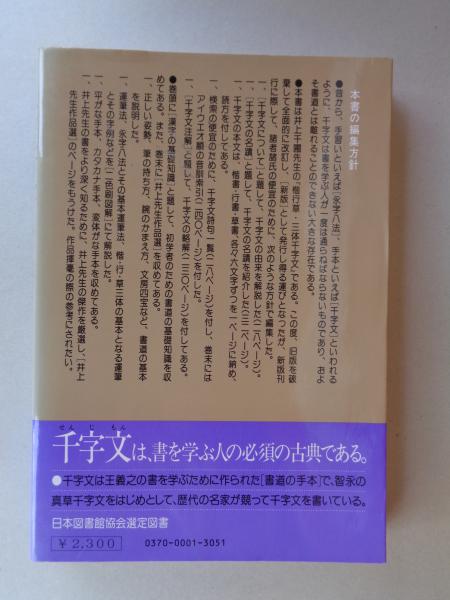 本書の編集方針
●昔から、手習いといえば「永字八法」、手本といえば「千字文」といわれる
ように、千字文は書を学ぶ人が一度は通らねばならないものであり、およ
そ書道とは離れることのできない大きな存在である。
●本書は井上千圃先生の「楷行草・三体千字文」である。この度、旧版を破
棄して全面的に改訂し、「新版」として発行し得る運びとなったが、新版刊
行に際して、諸者諸氏の便宜のために、次のような方針で編集した。
一、「千字文について」と題して、千字文の由来を解説した(二八ページ)。
一、「千字文の名蹟」と題して、千字文の名蹟を紹介した(三二ページ)。
一、千字文の本文は、楷書・行書・草書・各々六文字ずつを一ページに納め、
読方を付してある。
一、検索の便宜のために、千字文詩句一覧(二八ページ)を付し、巻末には
アイウエオ順の音訓索引(二四〇ページ)を付した。
一、「千字文注解」と題して、千字文の略解(二三〇ページ)を付してある。
●巻頭に「漢字の基礎知識」と題して、初学者のための書道の基礎知識を収
めてある。また、巻末に「井上先生作品選」を収めてある。
一、正しい姿勢、筆の持ち方、腕のかまえ方、文房四宝など、書道の基本
を説明した。
一、運筆法、永字八法とその基本運筆法、楷・行・草三体の基本となる運筆
とその字例などを「二色刷図解」にて解説した。
一、平がな手本、カタカナ手本、変体がな手本を収めてある。
一、井上先生の書をより深く知るために、井上先生の傑作を厳選し、「井上
先生作品選」のページをもうけた。作品揮毫の際の参考にされたい。
せんじもん
千字文は、書を学ぶ人の必須の古典である。
●千字文は王義之の書を学ぶために作られた[書道の手本]で、智永の
真草千字文をはじめとして、歴代の名家が競って千字文を書いている。
日本図書館協会選定図書
￥2,300
0370-0001-3051